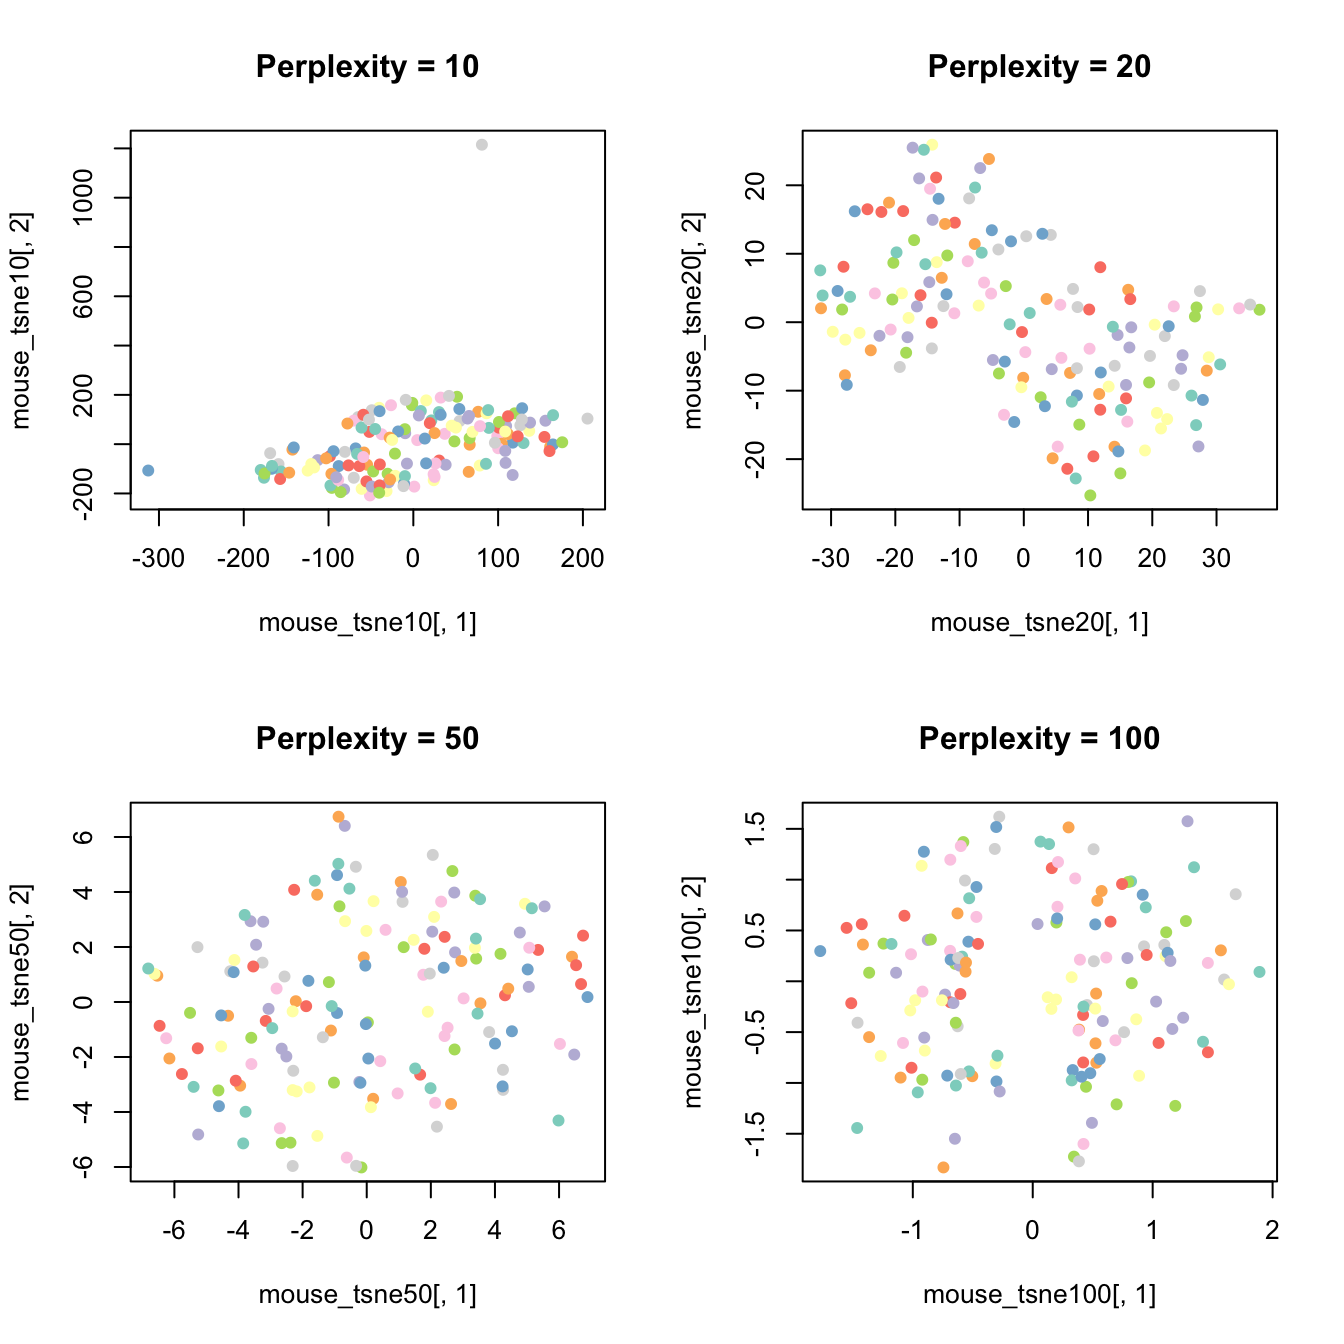 Perplexity = 10
mouse_tsne10[, 2]
1000
600
200
-200
-300 -200 -100 0 100 200
mouse_tsne10[, 1]
Perplexity = 20
mouse_tsne20[, 2]
20
10
0
-10
-20
-30 -20 -10 0 10 20 30
mouse_tsne20[, 1]
Perplexity = 50
mouse_tsne50[, 2]
6
4
2
0
-2
-4
-6
-6 -4 -2 0 2 4 6
mouse_tsne50[, 1]
Perplexity = 100
mouse_tsne100[, 2]
1.5
0.5
-0.5
-1.5
-1 0 1 2
mouse_tsne100[, 1]